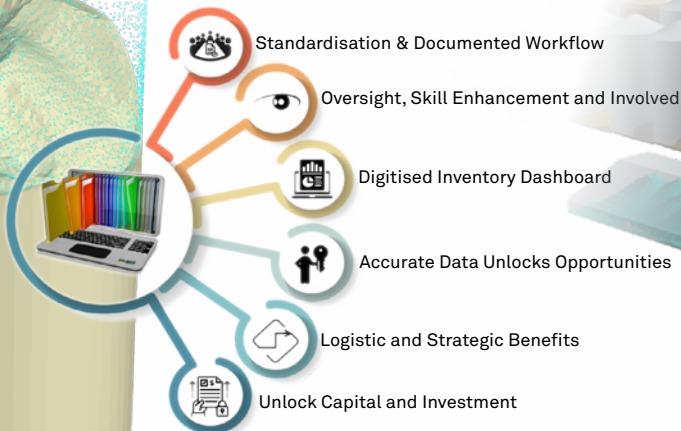 Standardisation & Documented Workflow
Oversight, Skill Enhancement and Involved
Digitised Inventory Dashboard
Accurate Data Unlocks Opportunities
Logistic and Strategic Benefits
Unlock Capital and Investment